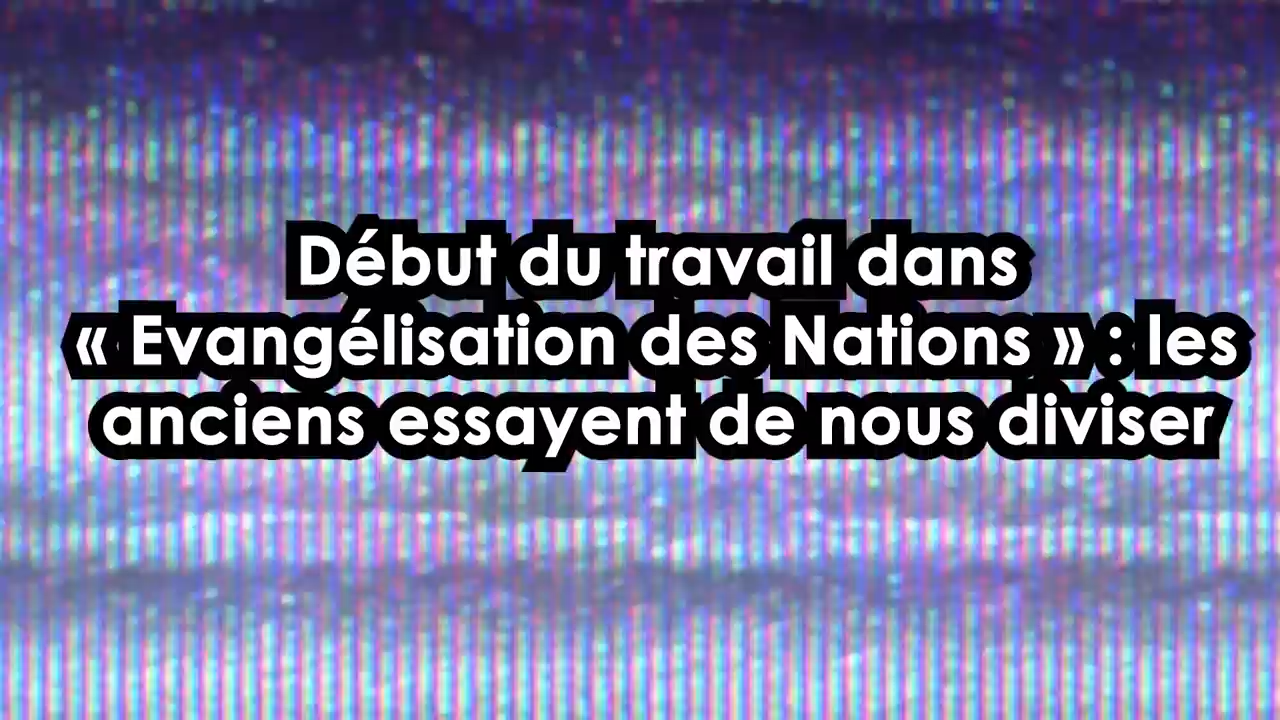 Début du travail dans
« Evangélisation des Nations » : les
anciens essayent de nous diviser